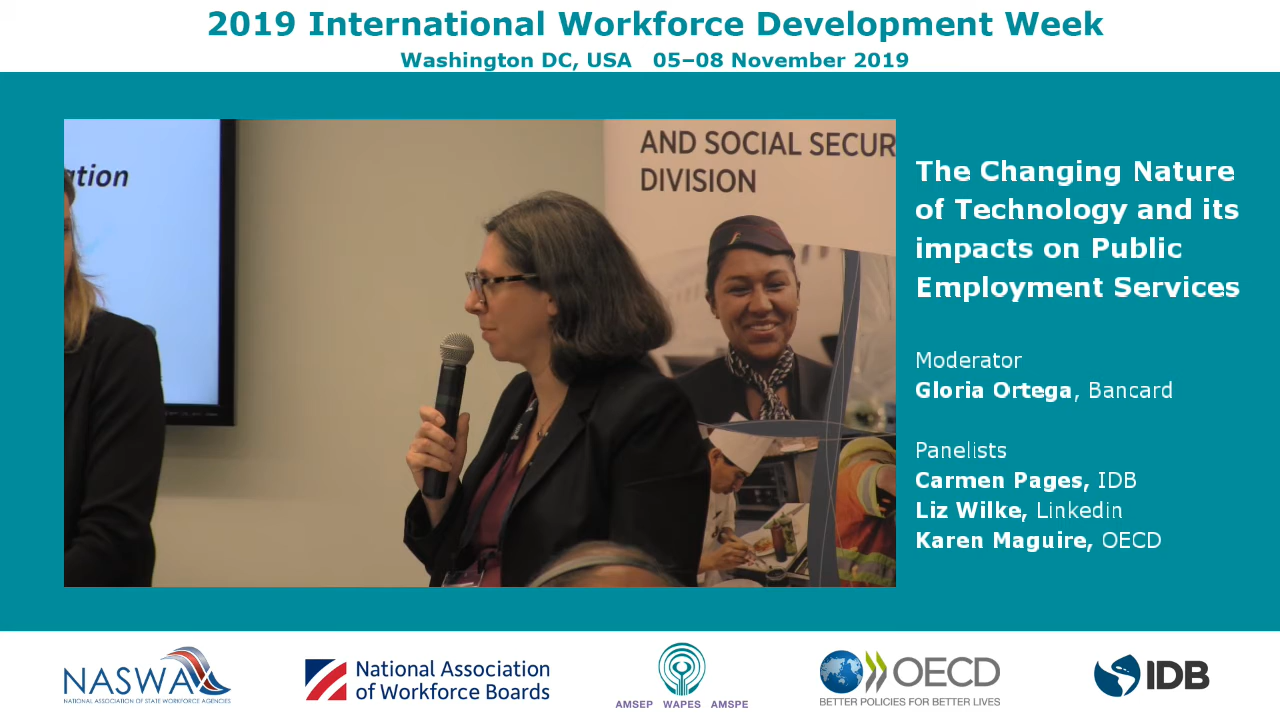 2019 International Workforce Development Week
Washington DC, USA 05–08 November 2019
ation
AND SOCIAL SECUR
DIVISION
The Changing Nature
of Technology and its
impacts on Public
Employment Services
Moderator
Gloria Ortega, Bancard
Panelists
Carmen Pages, IDB
Liz Wilke, Linkedin
Karen Maguire, OECD
NASWA
NATIONAL ASSOCIATION OF STATE WORKFORCE AGENCIES
National Association
of Workforce Boards
AMSEP WAPES AMSPE
OECD
BETTER POLICIES FOR BETTER LIVES
IDB